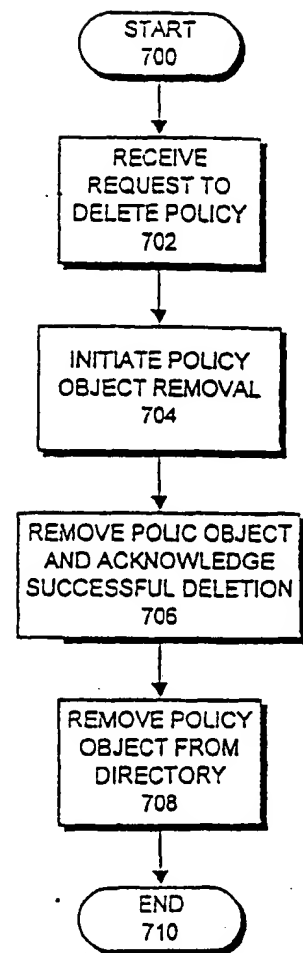 START
700
RECEIVE
REQUEST TO
DELETE POLICY
702
INITIATE POLICY
OBJECT REMOVAL
704
REMOVE POLIC OBJECT
AND ACKNOWLEDGE
SUCCESSFUL DELETION
706
REMOVE POLICY
OBJECT FROM
DIRECTORY
708
END
710